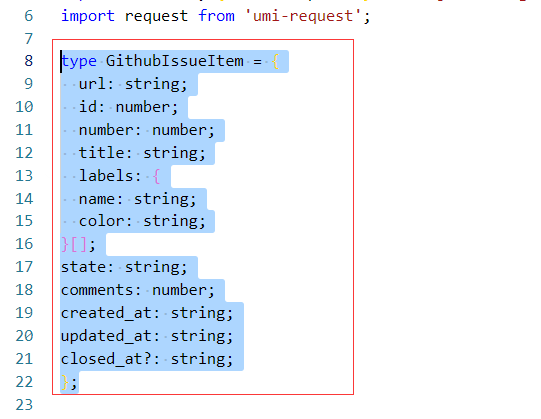 6 import request from 'umi-request';
7
8 type GithubIssueItem = {
9 url: string;
10 id: number;
11 number: number;
12 title: string;
13 labels: {
14 name: string;
15 color: string;
16 }[];
17 state: string;
18 comments: number;
19 created_at: string;
20 updated_at: string;
21 closed_at?: string;
22 };
23